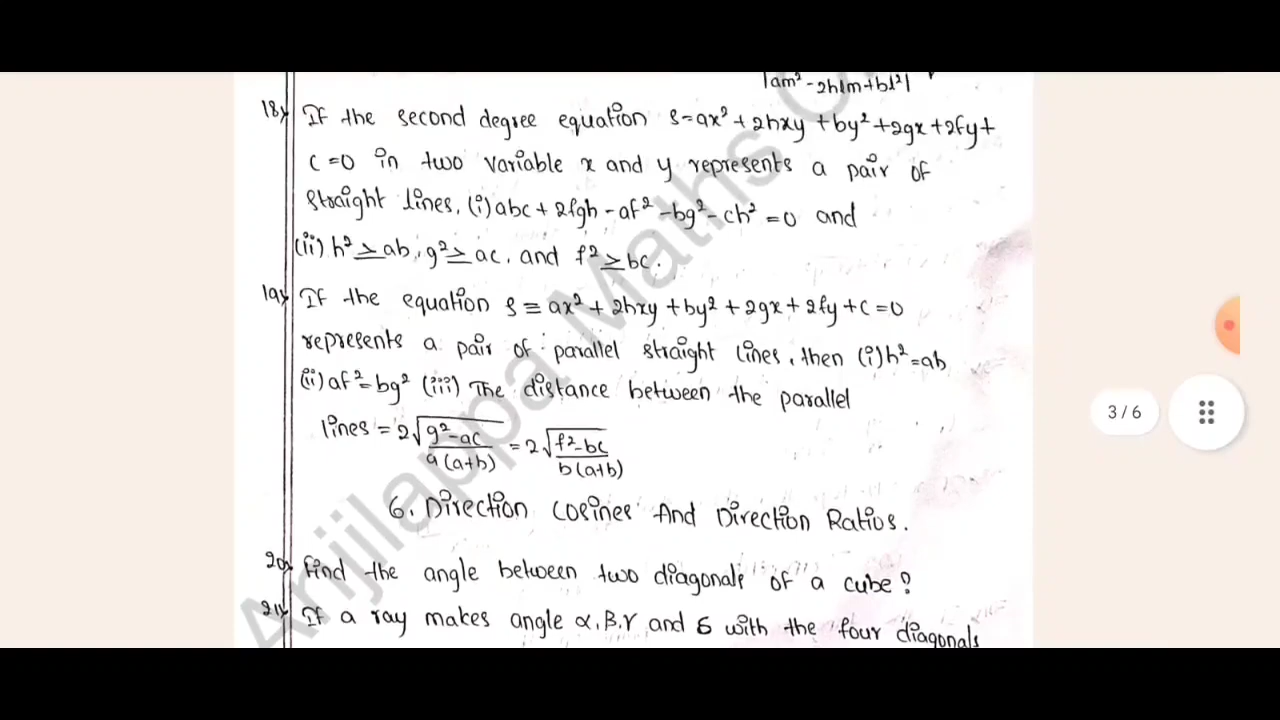 |am² - 2hlm + bl²|
18) If the second degree equation S = ax² + 2hxy + by² + 2gx + 2fy +
c = 0 in two variable x and y represents a pair of
straight lines, (i) abc + 2fgh - af² - bg² - ch² = 0 and
(ii) h² ≥ ab, g² ≥ ac, and f² ≥ bc.
19) If the equation S ≡ ax² + 2hxy + by² + 2gx + 2fy + c = 0
represents a pair of parallel straight lines, then (i) h² = ab
(ii) af² = bg² (iii) The distance between the parallel
lines = 2√(g²-ac / a(a+b)) = 2√(f²-bc / b(a+b))
3/6
6. Direction Cosines And Direction Ratios.
20) Find the angle between two diagonals of a cube?
21) If a ray makes angle α, β, γ and δ with the four diagonals
Arjilappa Maths